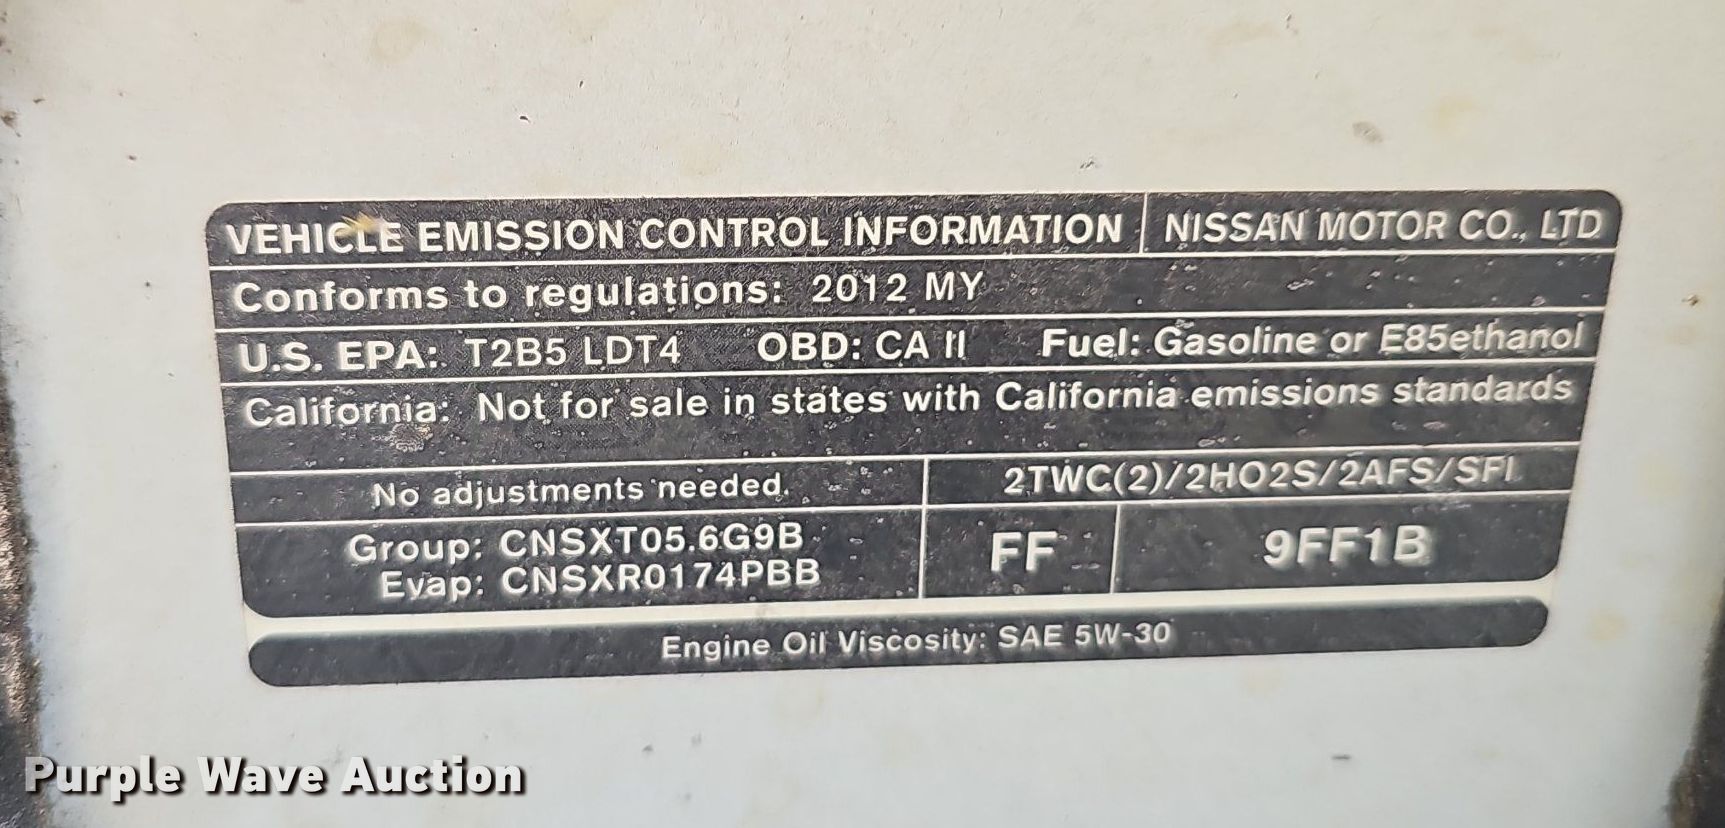 VEHICLE EMISSION CONTROL INFORMATION NISSAN MOTOR CO., LTD
Conforms to regulations: 2012 MY
U.S. EPA: T2B5 LDT4 OBD: CA II Fuel: Gasoline or E85ethanol
California: Not for sale in states with California emissions standards
No adjustments needed. 2TWC(2)/2HO2S/2AFS/SFI
Group: CNSXT05.6G9B
Evap: CNSXR0174PBB
FF
9FF1B
Engine Oil Viscosity: SAE 5W-30
Purple Wave Auction